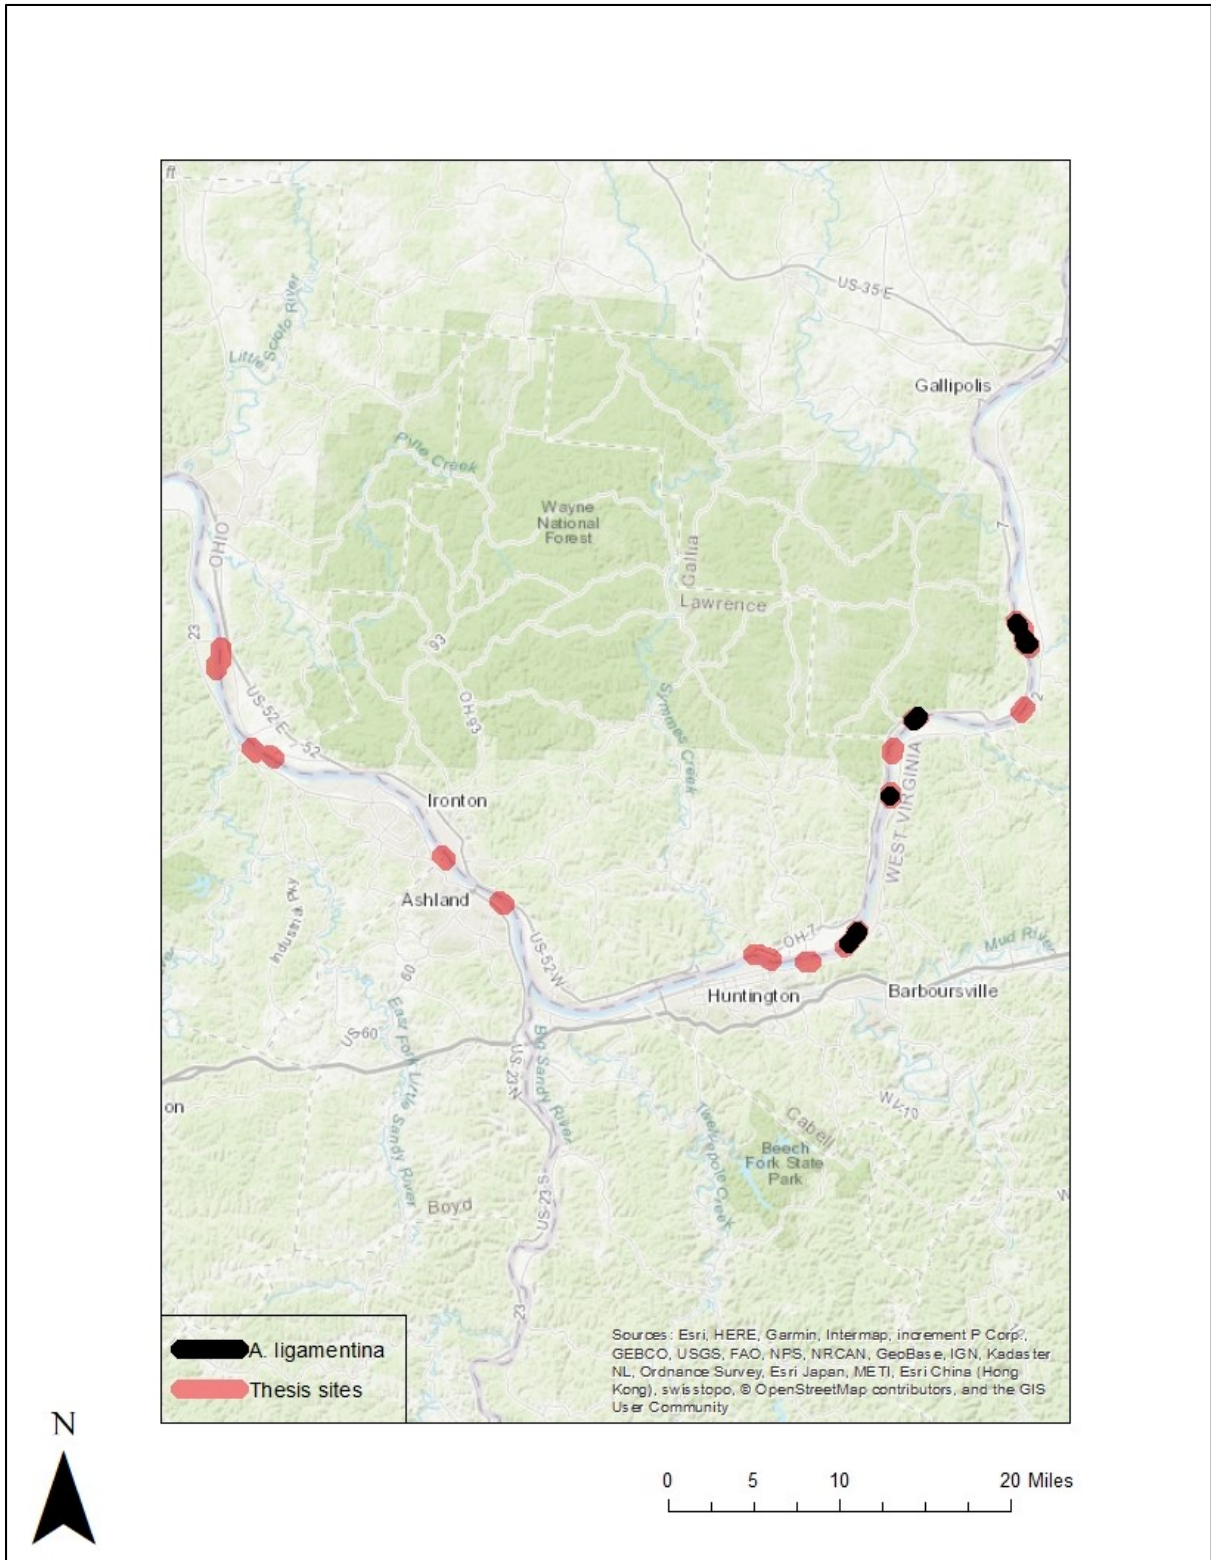 ft
US-35 E
Little Scioto River
Gallipolis
Pine Creek
Wayne
National
Forest
OHIO
7
Gallia
Lawrence
23
93
OH-93
US-52 E
52
Symmes Creek
2
WEST VIRGINIA
Ironton
Ashland
Industrial Pky
US-52 W
OH-7
Mud River
Huntington
Barboursville
60
US-60
East Fork Little Sandy River
US-23 N
Big Sandy River
on
WV-10
Twelvepole Creek
Cabell
Beech
Fork State
Park
Boyd
US-23 S
W
23
A. ligamentina
Thesis sites
Sources: Esri, HERE, Garmin, Intermap, increment P Corp.,
GEBCO, USGS, FAO, NPS, NRCAN, GeoBase, IGN, Kadaster
NL, Ordnance Survey, Esri Japan, METI, Esri China (Hong
Kong), swisstopo, © OpenStreetMap contributors, and the GIS
User Community
N
0 5 10 20 Miles